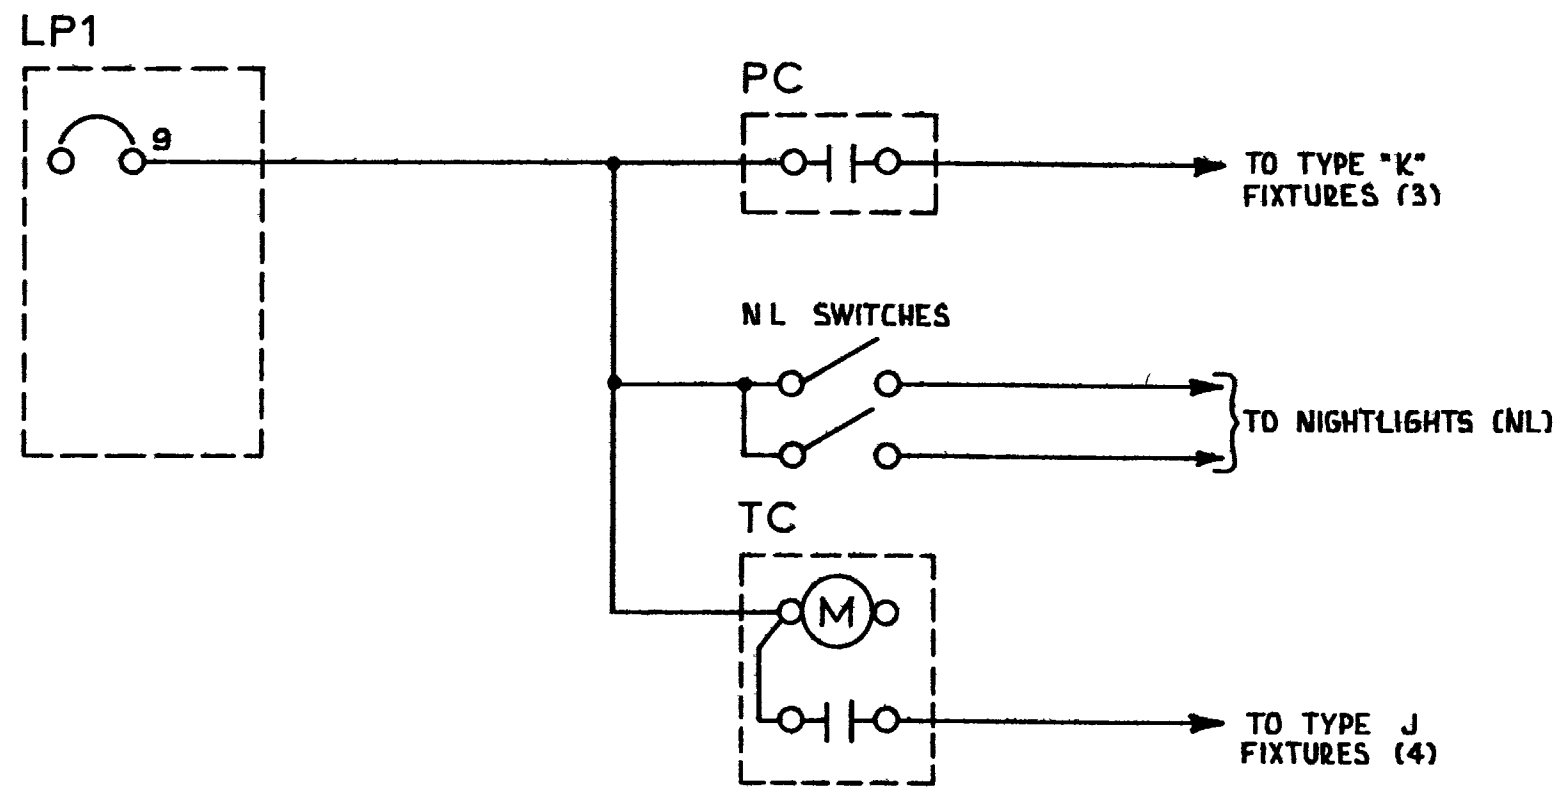 LP1
9
PC
TO TYPE "K"
FIXTURES (3)
NL SWITCHES
TO NIGHTLIGHTS (NL)
TC
M
TO TYPE J
FIXTURES (4)